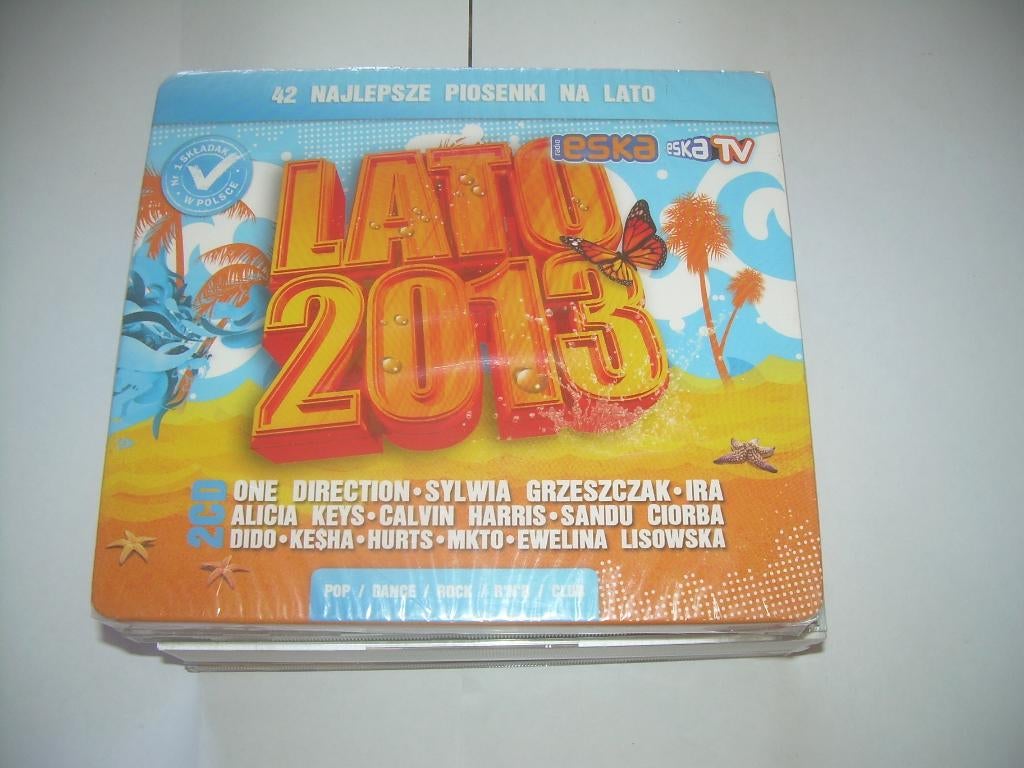 42 NAJLEPSZE PIOSENKI NA LATO
Nr 1 SKŁADAK
W POLSCE
radio ESKA
ESKA TV
LATO
2013
2CD
ONE DIRECTION • SYLWIA GRZESZCZAK • IRA
ALICIA KEYS • CALVIN HARRIS • SANDU CIORBA
DIDO • KE$HA • HURTS • MKTO • EWELINA LISOWSKA
POP / DANCE / ROCK / R'N'B / CLUB